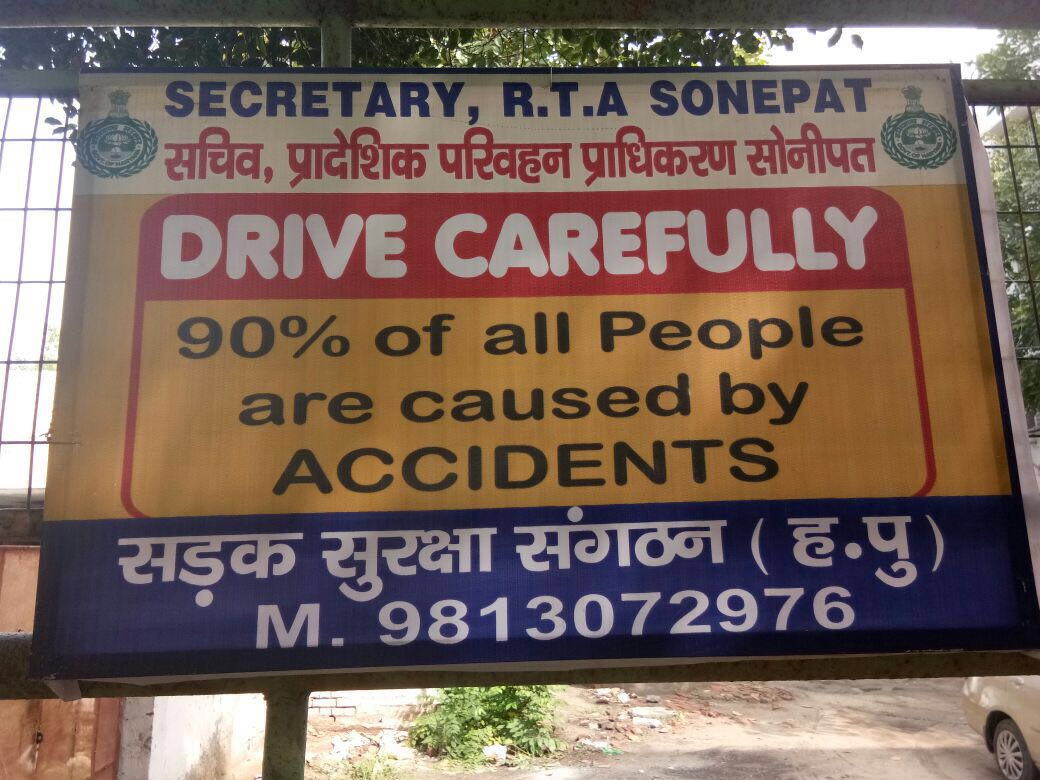 SECRETARY, R.T.A SONEPAT
सचिव, प्रादेशिक परिवहन प्राधिकरण सोनीपत
DRIVE CAREFULLY
90% of all People
are caused by
ACCIDENTS
सड़क सुरक्षा संगठन ( ह.पु )
M. 9813072976